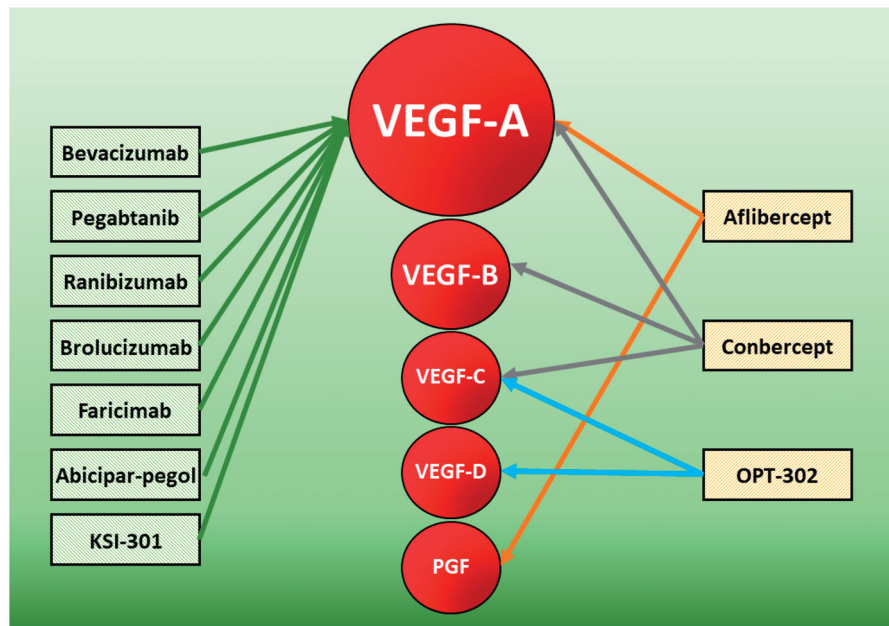 VEGF-A
Bevacizumab
Pegabtanib
Ranibizumab
Brolucizumab
Faricimab
Abicipar-pegol
KSI-301
VEGF-B
VEGF-C
VEGF-D
PGF
Aflibercept
Conbercept
OPT-302